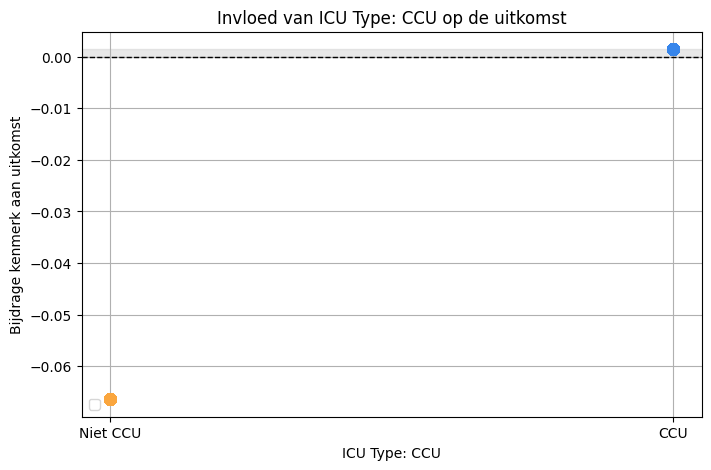 Invloed van ICU Type: CCU op de uitkomst
Bijdrage kenmerk aan uitkomst
0.00
−0.01
−0.02
−0.03
−0.04
−0.05
−0.06
Niet CCU
CCU
ICU Type: CCU